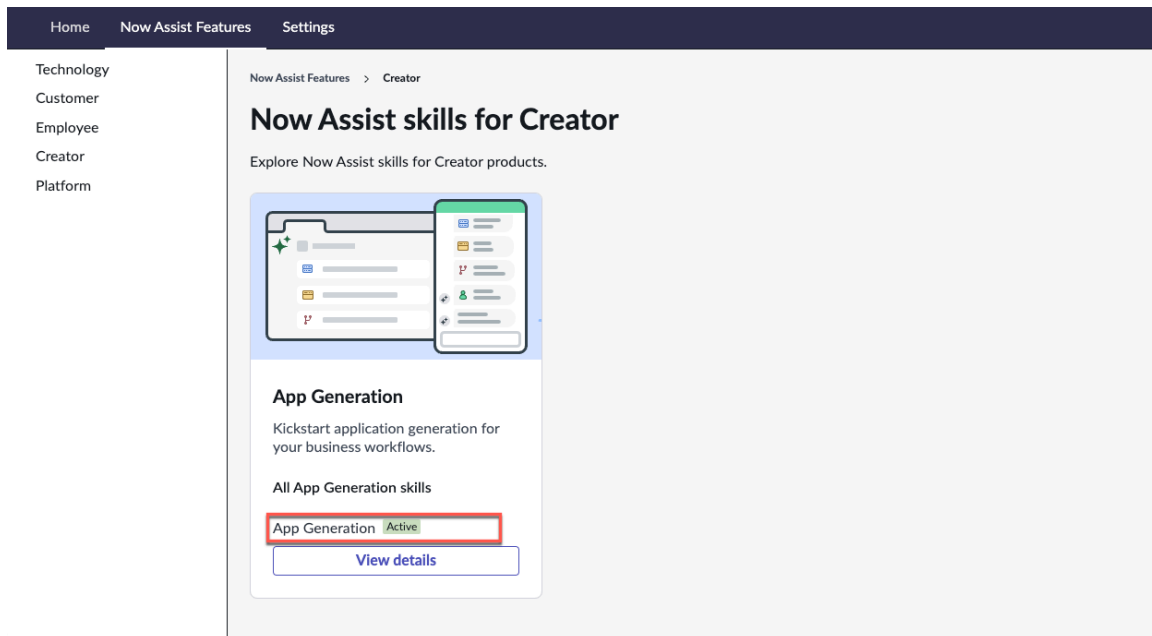 Home Now Assist Features Settings
Technology
Customer
Employee
Creator
Platform
Now Assist Features > Creator
Now Assist skills for Creator
Explore Now Assist skills for Creator products.
App Generation
Kickstart application generation for
your business workflows.
All App Generation skills
App Generation Active
View details